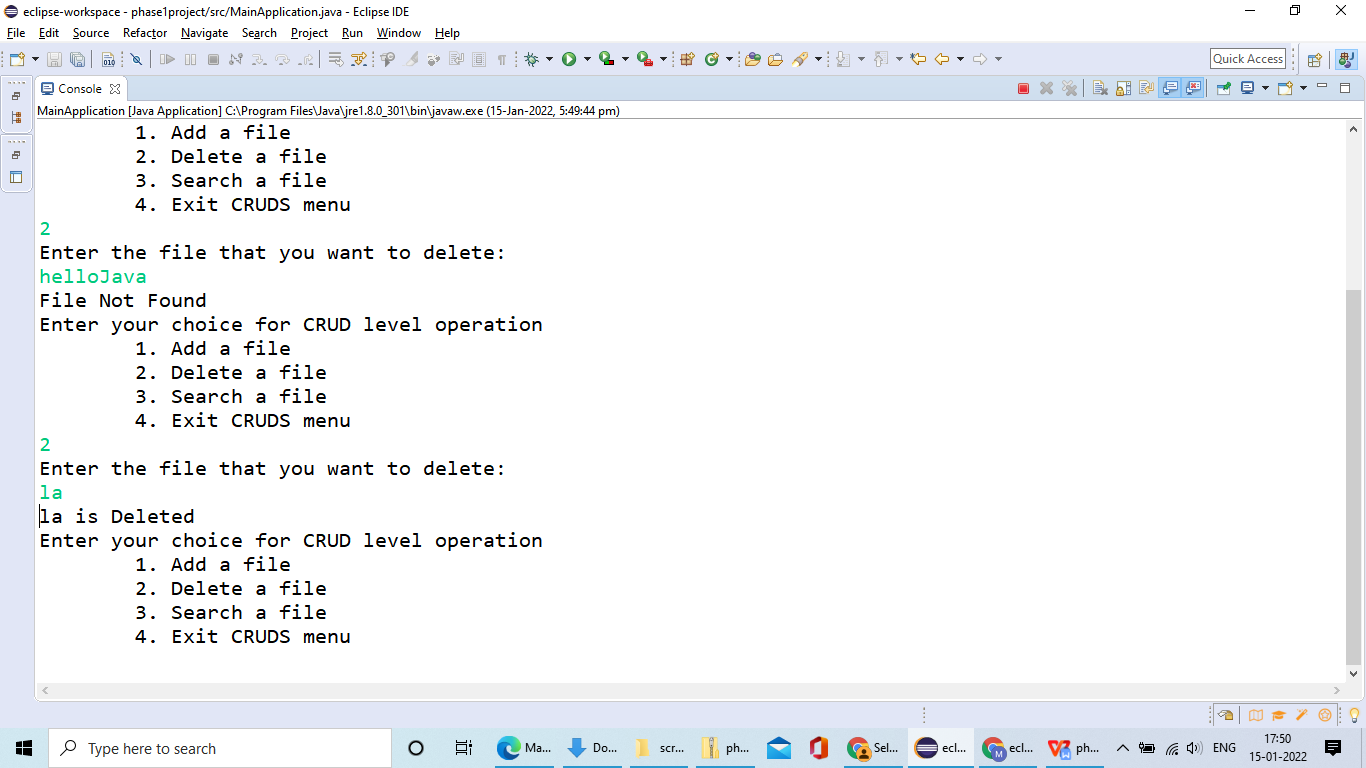 eclipse-workspace - phase1project/src/MainApplication.java - Eclipse IDE
File Edit Source Refactor Navigate Search Project Run Window Help
Quick Access
Console
MainApplication [Java Application] C:\Program Files\Java\jre1.8.0_301\bin\javaw.exe (15-Jan-2022, 5:49:44 pm)
1. Add a file
2. Delete a file
3. Search a file
4. Exit CRUDS menu
2
Enter the file that you want to delete:
helloJava
File Not Found
Enter your choice for CRUD level operation
1. Add a file
2. Delete a file
3. Search a file
4. Exit CRUDS menu
2
Enter the file that you want to delete:
la
la is Deleted
Enter your choice for CRUD level operation
1. Add a file
2. Delete a file
3. Search a file
4. Exit CRUDS menu
Type here to search
Ma...
Do...
scr...
ph...
Sel...
ecl...
ecl...
ph...
ENG
17:50
15-01-2022